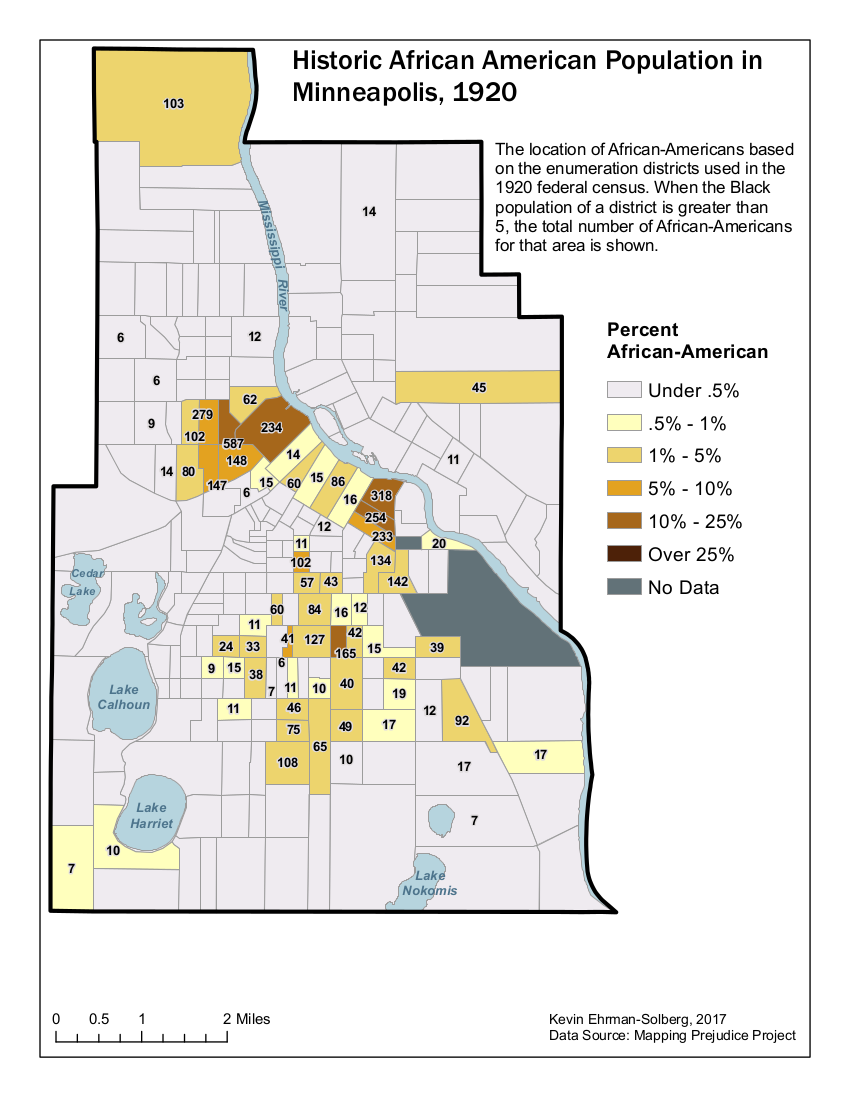 Historic African American Population in
Minneapolis, 1920
The location of African-Americans based
on the enumeration districts used in the
1920 federal census. When the Black
population of a district is greater than
5, the total number of African-Americans
for that area is shown.
Percent
African-American
Under .5%
.5% - 1%
1% - 5%
5% - 10%
10% - 25%
Over 25%
No Data
103
14
Mississippi River
6
12
6
45
62
279
234
9
102
587
14
148
11
14
80
15
60
15
86
147
6
16
318
254
12
233
11
20
102
134
Cedar
Lake
57
43
142
60
84
16
12
11
41
127
42
24
33
165
15
39
9
15
38
6
42
7
11
10
40
19
Lake
Calhoun
11
46
12
75
49
17
92
65
108
10
17
17
Lake
Harriet
7
10
7
Lake
Nokomis
0 0.5 1 2 Miles
Kevin Ehrman-Solberg, 2017
Data Source: Mapping Prejudice Project